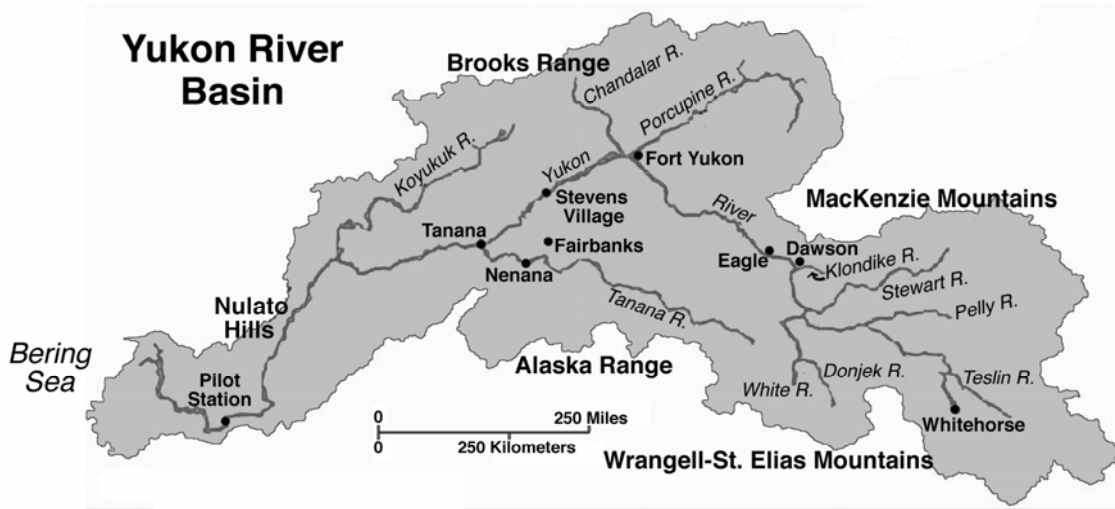 Yukon River
Basin
Brooks Range
Chandalar R.
Porcupine R.
Koyukuk R.
Yukon
Fort Yukon
Stevens
Village
River
MacKenzie Mountains
Tanana
Fairbanks
Nenana
Eagle
Dawson
Klondike R.
Stewart R.
Tanana R.
Pelly R.
Nulato
Hills
Bering
Sea
Pilot
Station
Alaska Range
White R.
Donjek R.
Teslin R.
Whitehorse
0
250 Miles
0
250 Kilometers
Wrangell-St. Elias Mountains